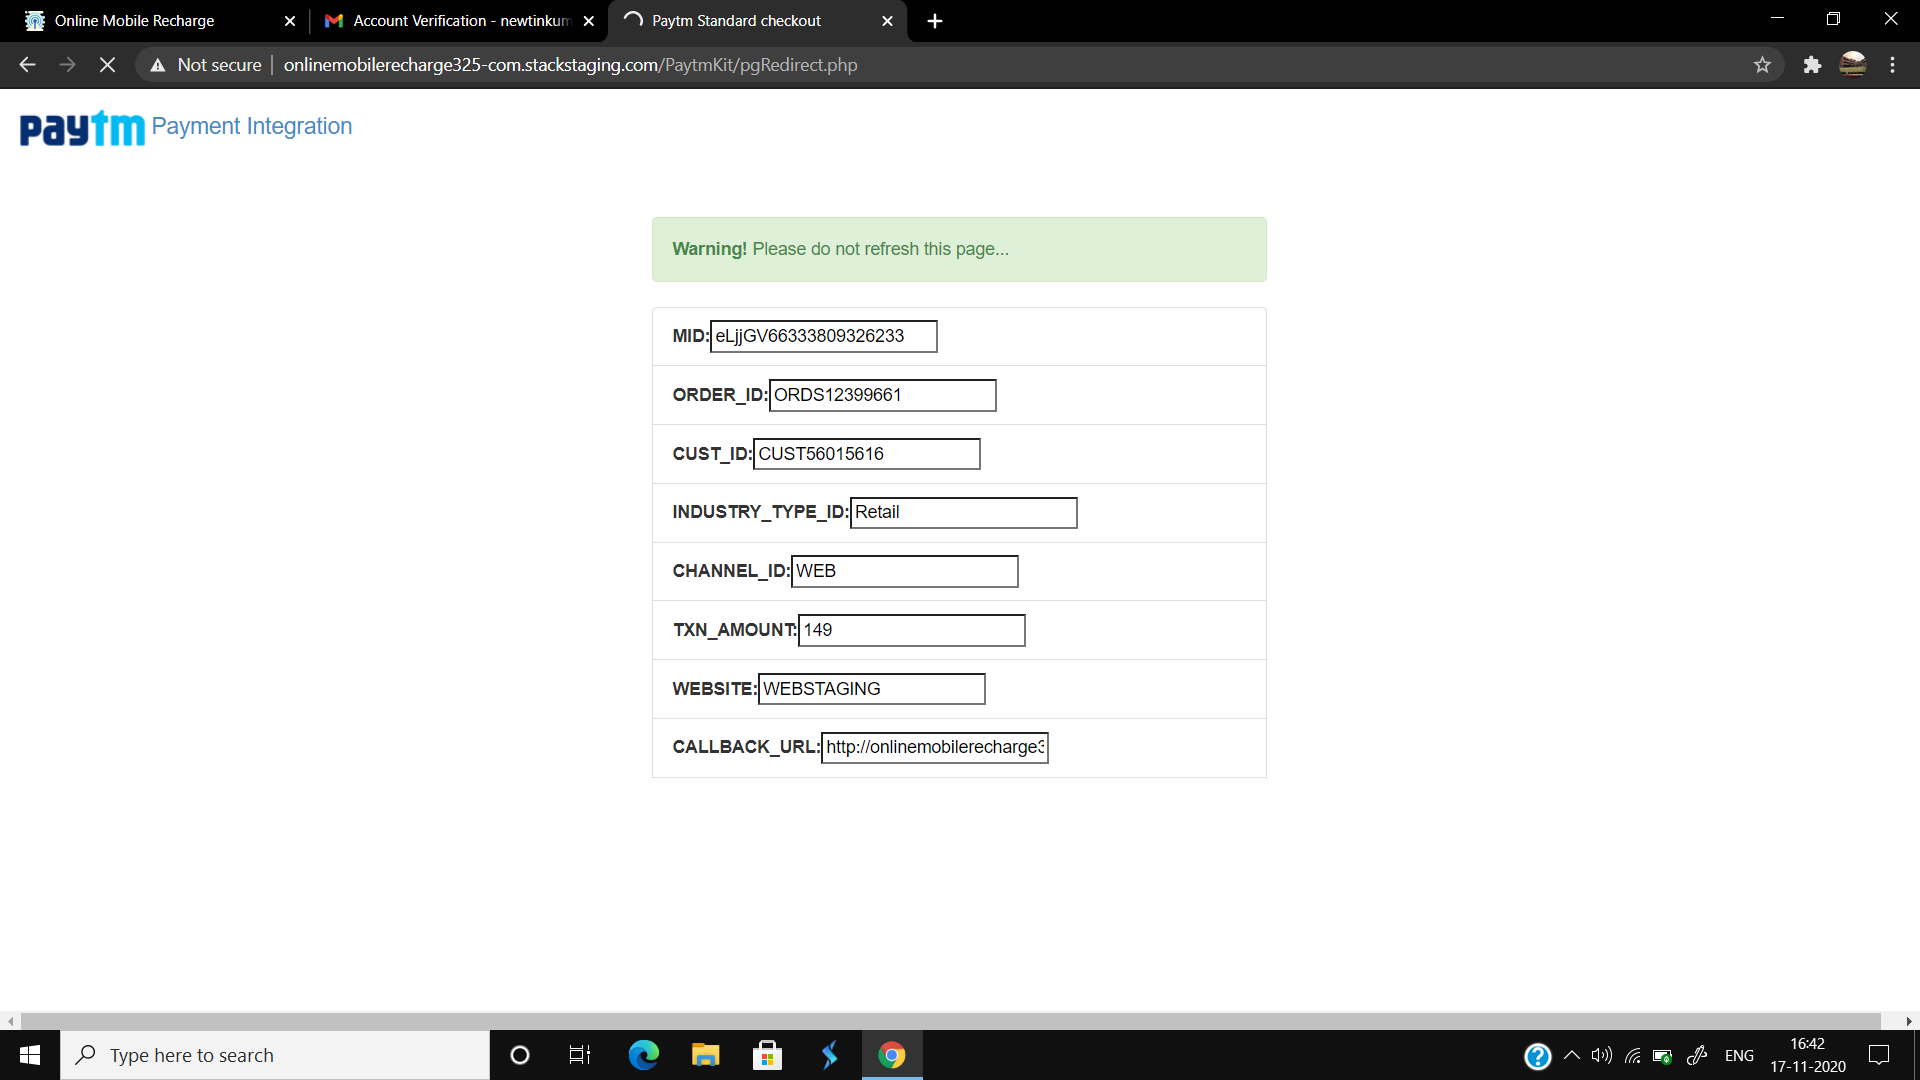 Online Mobile Recharge
Account Verification - newtinkum
Paytm Standard checkout
Not secure
onlinemobilerecharge325-com.stackstaging.com/PaytmKit/pgRedirect.php
paytm Payment Integration
Warning! Please do not refresh this page...
MID: eLjjGV66333809326233
ORDER_ID: ORDS12399661
CUST_ID: CUST56015616
INDUSTRY_TYPE_ID: Retail
CHANNEL_ID: WEB
TXN_AMOUNT: 149
WEBSITE: WEBSTAGING
CALLBACK_URL: http://onlinemobilerecharge3
Type here to search
ENG
16:42
17-11-2020